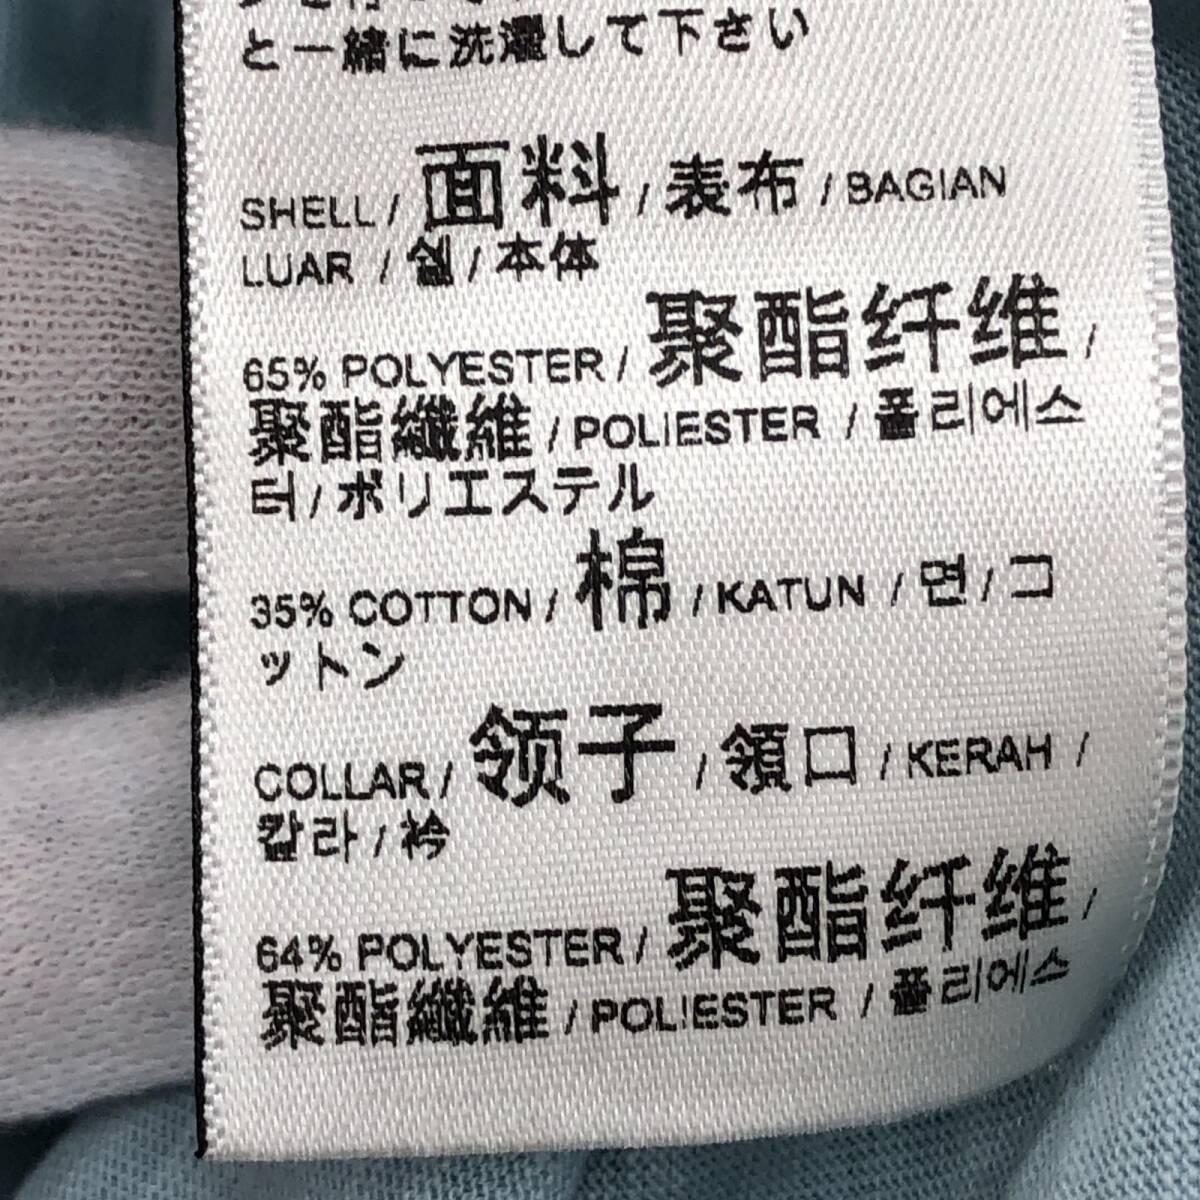 と一緒に洗濯して下さい
SHELL / 面料 / 表布 / BAGIAN
LUAR / 쉘 / 本体
65% POLYESTER / 聚酯纤维 /
聚酯纖維 / POLIESTER / 폴리에스
터 / ポリエステル
35% COTTON / 棉 / KATUN / 면 / コ
ットン
COLLAR / 领子 / 領口 / KERAH /
칼라 / 衿
64% POLYESTER / 聚酯纤维 /
聚酯纖維 / POLIESTER / 폴리에스